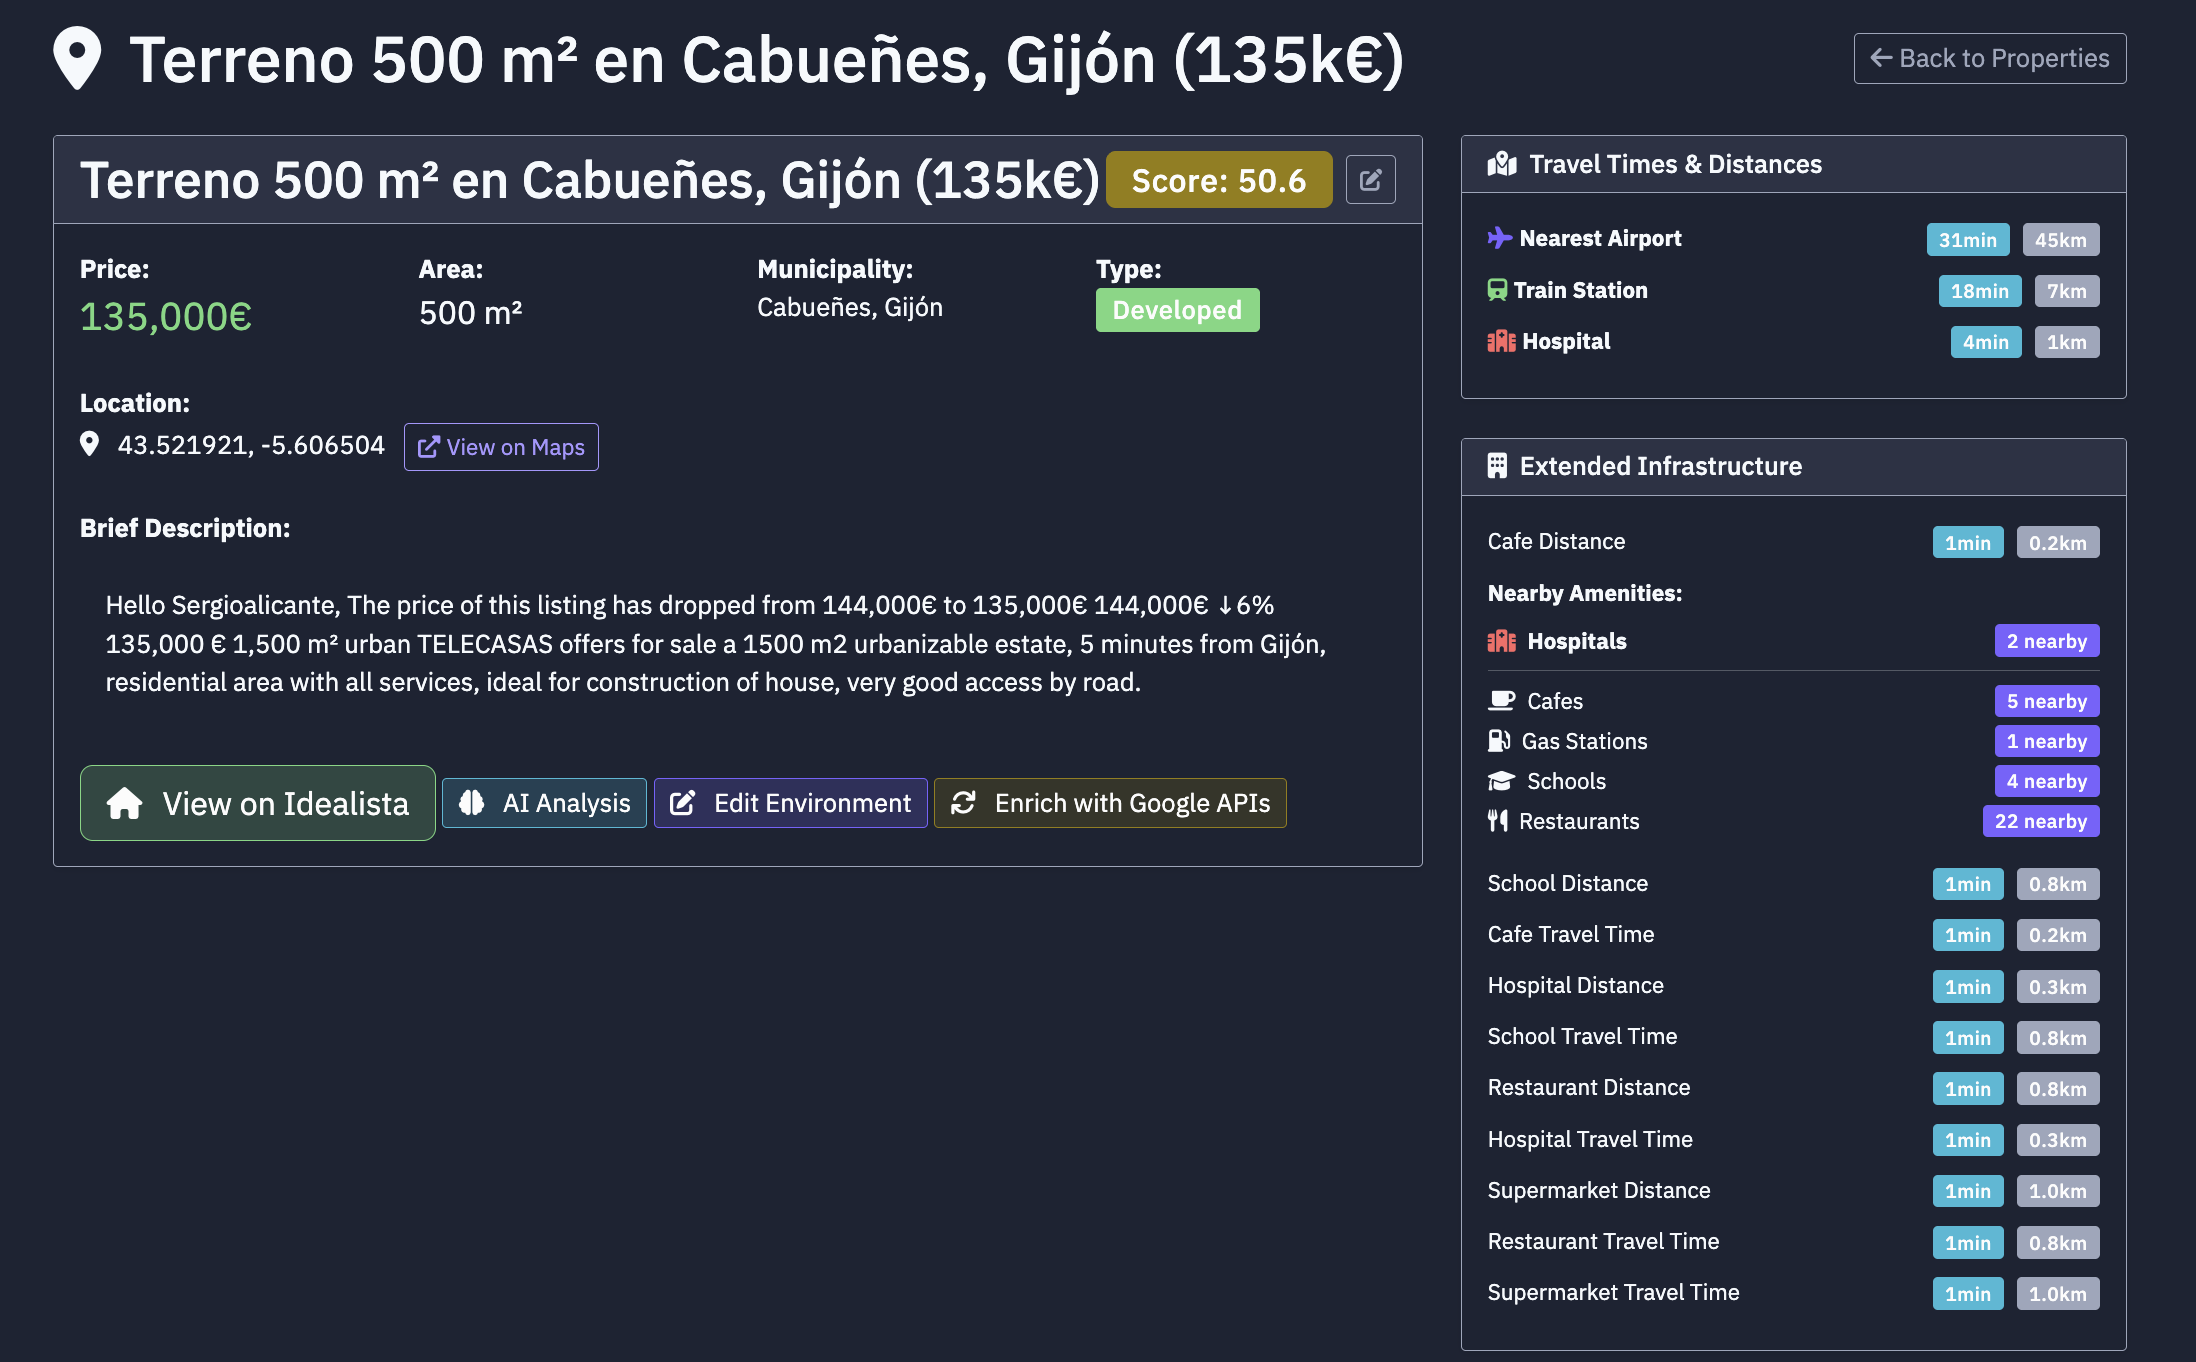 Terreno 500 m² en Cabueñes, Gijón (135k€)
Back to Properties
Terreno 500 m² en Cabueñes, Gijón (135k€)
Score: 50.6
Price:
135,000€
Area:
500 m²
Municipality:
Cabueñes, Gijón
Type:
Developed
Location:
43.521921, -5.606504
View on Maps
Brief Description:
Hello Sergioalicante, The price of this listing has dropped from 144,000€ to 135,000€ 144,000€ ↓6%
135,000 € 1,500 m² urban TELECASAS offers for sale a 1500 m2 urbanizable estate, 5 minutes from Gijón,
residential area with all services, ideal for construction of house, very good access by road.
View on Idealista
AI Analysis
Edit Environment
Enrich with Google APIs
Travel Times & Distances
Nearest Airport 31min 45km
Train Station 18min 7km
Hospital 4min 1km
Extended Infrastructure
Cafe Distance 1min 0.2km
Nearby Amenities:
Hospitals 2 nearby
Cafes 5 nearby
Gas Stations 1 nearby
Schools 4 nearby
Restaurants 22 nearby
School Distance 1min 0.8km
Cafe Travel Time 1min 0.2km
Hospital Distance 1min 0.3km
School Travel Time 1min 0.8km
Restaurant Distance 1min 0.8km
Hospital Travel Time 1min 0.3km
Supermarket Distance 1min 1.0km
Restaurant Travel Time 1min 0.8km
Supermarket Travel Time 1min 1.0km